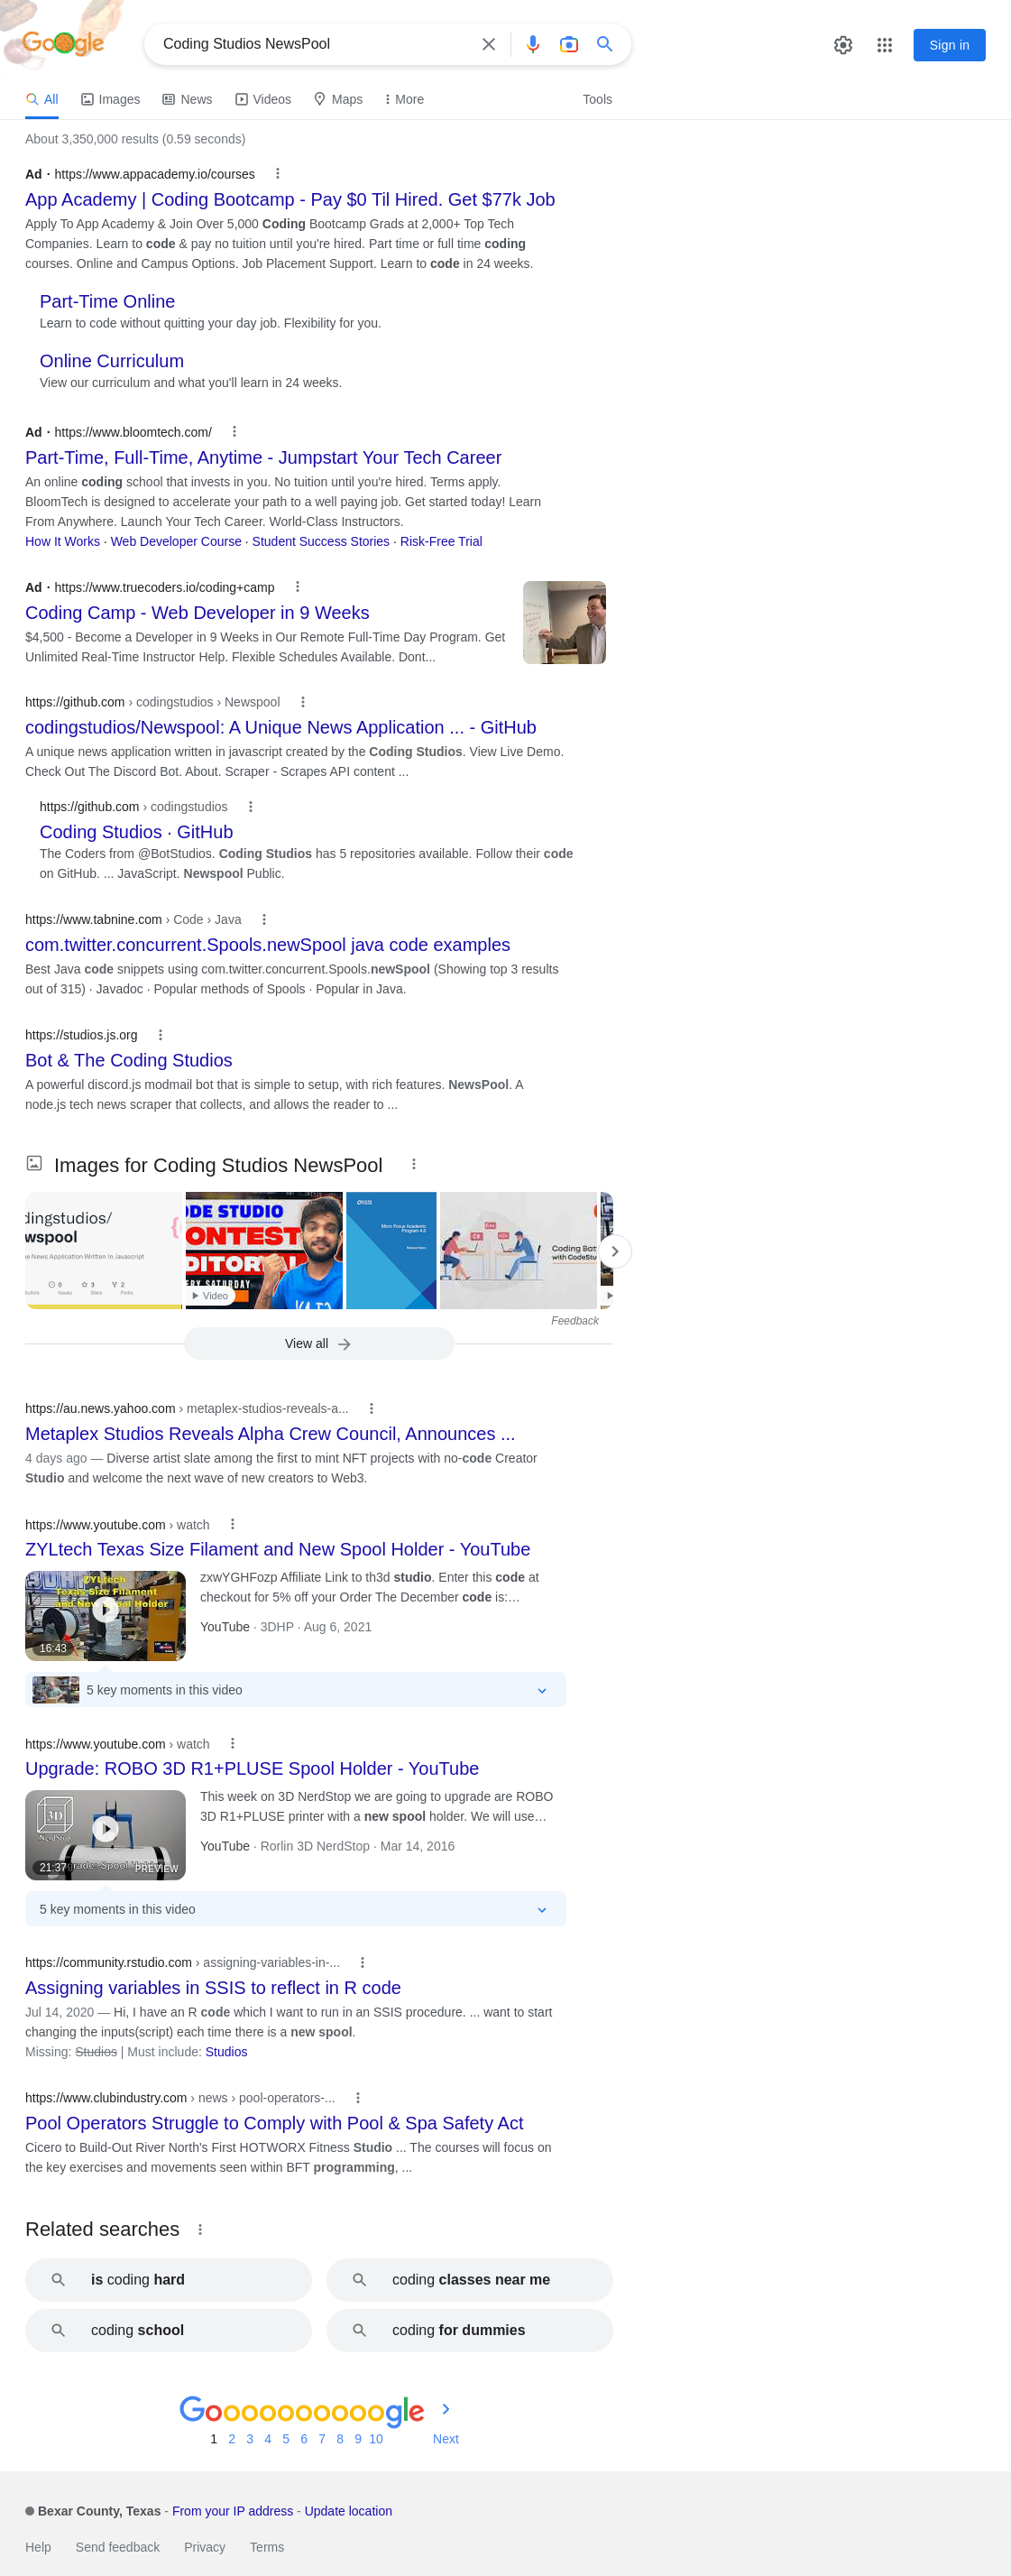 Google
Coding Studios NewsPool
Sign in
All Images News Videos Maps More Tools
About 3,350,000 results (0.59 seconds)
Ad · https://www.appacademy.io/courses
App Academy | Coding Bootcamp - Pay $0 Til Hired. Get $77k Job
Apply To App Academy & Join Over 5,000 Coding Bootcamp Grads at 2,000+ Top Tech
Companies. Learn to code & pay no tuition until you're hired. Part time or full time coding
courses. Online and Campus Options. Job Placement Support. Learn to code in 24 weeks.
Part-Time Online
Learn to code without quitting your day job. Flexibility for you.
Online Curriculum
View our curriculum and what you'll learn in 24 weeks.
Ad · https://www.bloomtech.com/
Part-Time, Full-Time, Anytime - Jumpstart Your Tech Career
An online coding school that invests in you. No tuition until you're hired. Terms apply.
BloomTech is designed to accelerate your path to a well paying job. Get started today! Learn
From Anywhere. Launch Your Tech Career. World-Class Instructors.
How It Works · Web Developer Course · Student Success Stories · Risk-Free Trial
Ad · https://www.truecoders.io/coding+camp
Coding Camp - Web Developer in 9 Weeks
$4,500 - Become a Developer in 9 Weeks in Our Remote Full-Time Day Program. Get
Unlimited Real-Time Instructor Help. Flexible Schedules Available. Dont...
https://github.com › codingstudios › Newspool
codingstudios/Newspool: A Unique News Application ... - GitHub
A unique news application written in javascript created by the Coding Studios. View Live Demo.
Check Out The Discord Bot. About. Scraper - Scrapes API content ...
https://github.com › codingstudios
Coding Studios · GitHub
The Coders from @BotStudios. Coding Studios has 5 repositories available. Follow their code
on GitHub. ... JavaScript. Newspool Public.
https://www.tabnine.com › Code › Java
com.twitter.concurrent.Spools.newSpool java code examples
Best Java code snippets using com.twitter.concurrent.Spools.newSpool (Showing top 3 results
out of 315) · Javadoc · Popular methods of Spools · Popular in Java.
https://studios.js.org
Bot & The Coding Studios
A powerful discord.js modmail bot that is simple to setup, with rich features. NewsPool. A
node.js tech news scraper that collects, and allows the reader to ...
Images for Coding Studios NewsPool
dingstudios/
wspool
e News Application Written in Javascript
0 3 2
Issues Stars Forks
DE STUDIO
ONTEST
DITORIAL
RY SATURDAY
Video
Micro Focus Academic
Program 4.0
Coding Bat
with CodeStu
Feedback
View all
https://au.news.yahoo.com › metaplex-studios-reveals-a...
Metaplex Studios Reveals Alpha Crew Council, Announces ...
4 days ago — Diverse artist slate among the first to mint NFT projects with no-code Creator
Studio and welcome the next wave of new creators to Web3.
https://www.youtube.com › watch
ZYLtech Texas Size Filament and New Spool Holder - YouTube
ZYLtech
Texas Size Filament
and New Spool Holder
16:43
zxwYGHFozp Affiliate Link to th3d studio. Enter this code at
checkout for 5% off your Order The December code is:…
YouTube · 3DHP · Aug 6, 2021
5 key moments in this video
https://www.youtube.com › watch
Upgrade: ROBO 3D R1+PLUSE Spool Holder - YouTube
3D
NerdStop
21:37
PREVIEW
This week on 3D NerdStop we are going to upgrade are ROBO
3D R1+PLUSE printer with a new spool holder. We will use…
YouTube · Rorlin 3D NerdStop · Mar 14, 2016
5 key moments in this video
https://community.rstudio.com › assigning-variables-in-...
Assigning variables in SSIS to reflect in R code
Jul 14, 2020 — Hi, I have an R code which I want to run in an SSIS procedure. ... want to start
changing the inputs(script) each time there is a new spool.
Missing: Studios | Must include: Studios
https://www.clubindustry.com › news › pool-operators-...
Pool Operators Struggle to Comply with Pool & Spa Safety Act
Cicero to Build-Out River North's First HOTWORX Fitness Studio ... The courses will focus on
the key exercises and movements seen within BFT programming, ...
Related searches
is coding hard
coding classes near me
coding school
coding for dummies
Goooooooooogle
1 2 3 4 5 6 7 8 9 10 Next
Bexar County, Texas - From your IP address - Update location
Help Send feedback Privacy Terms